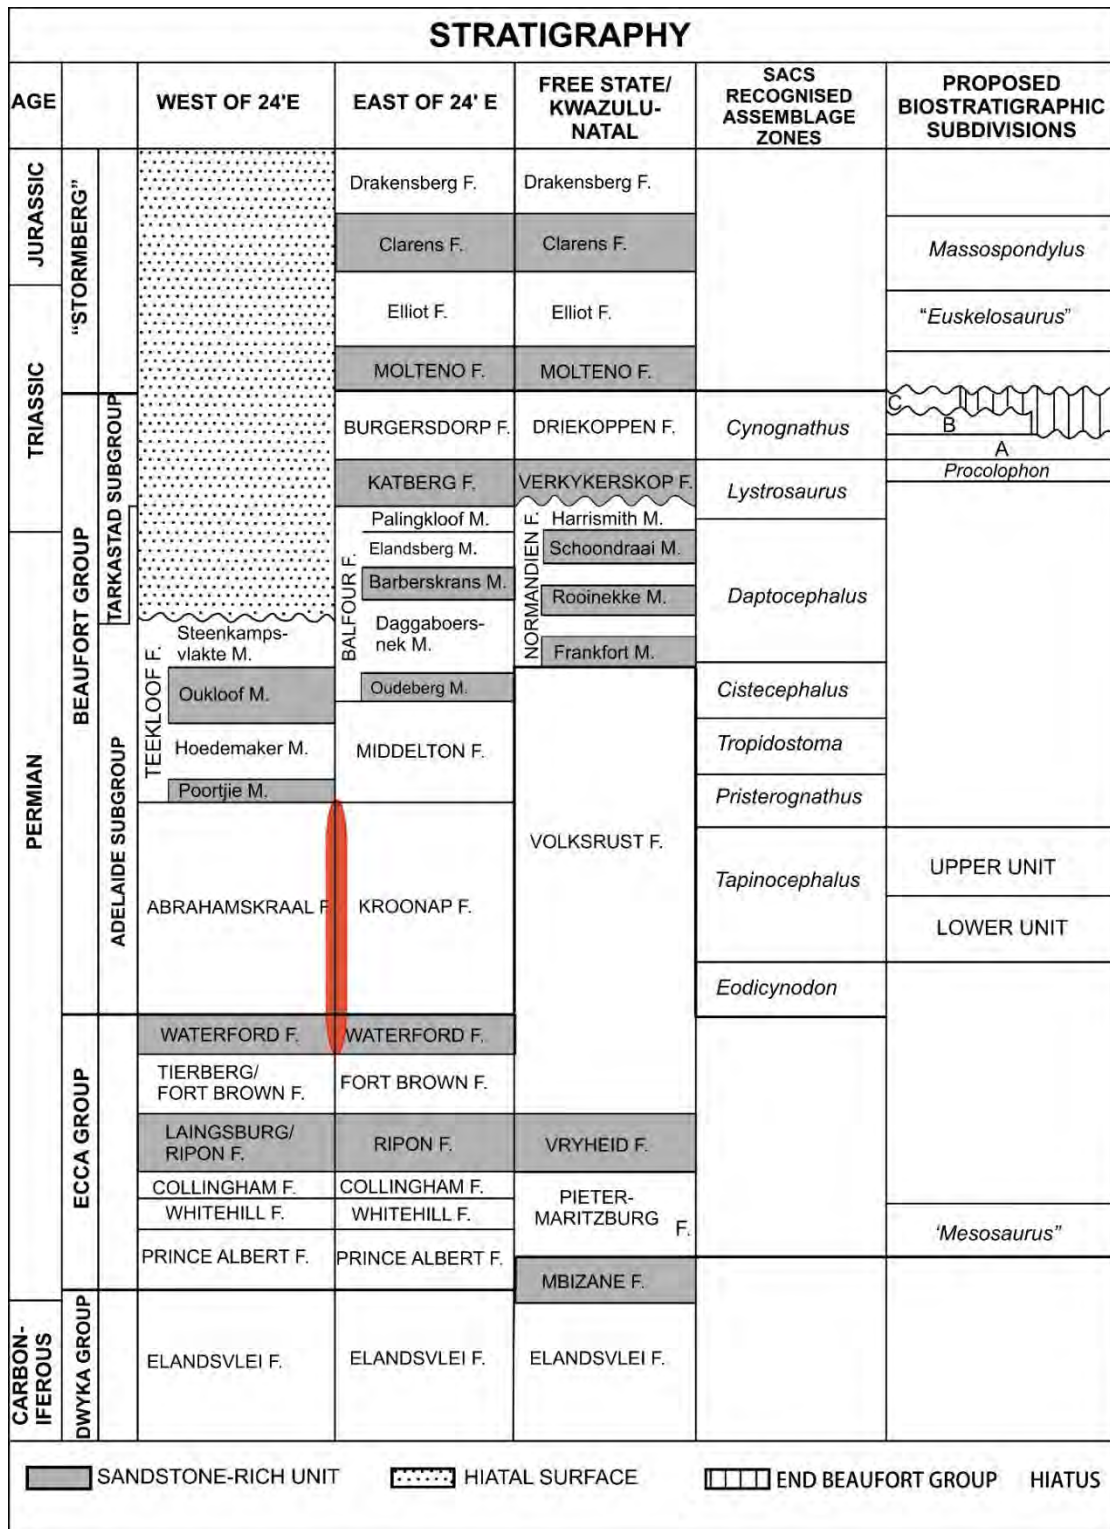 STRATIGRAPHY
AGE
WEST OF 24'E
EAST OF 24' E
FREE STATE/
KWAZULU-
NATAL
SACS
RECOGNISED
ASSEMBLAGE
ZONES
PROPOSED
BIOSTRATIGRAPHIC
SUBDIVISIONS
JURASSIC
TRIASSIC
PERMIAN
CARBON-
IFEROUS
"STORMBERG"
BEAUFORT GROUP
ECCA GROUP
DWYKA GROUP
TARKASTAD SUBGROUP
ADELAIDE SUBGROUP
TEEKLOOF F.
Steenkamps-
vlakte M.
Oukloof M.
Hoedemaker M.
Poortjie M.
ABRAHAMSKRAAL F
WATERFORD F.
TIERBERG/
FORT BROWN F.
LAINGSBURG/
RIPON F.
COLLINGHAM F.
WHITEHILL F.
PRINCE ALBERT F.
ELANDSVLEI F.
Drakensberg F.
Clarens F.
Elliot F.
MOLTENO F.
BURGERSDORP F.
KATBERG F.
BALFOUR F.
Palingkloof M.
Elandsberg M.
Barberskrans M.
Daggaboers-
nek M.
Oudeberg M.
MIDDELTON F.
KROONAP F.
WATERFORD F.
FORT BROWN F.
RIPON F.
COLLINGHAM F.
WHITEHILL F.
PRINCE ALBERT F.
ELANDSVLEI F.
Drakensberg F.
Clarens F.
Elliot F.
MOLTENO F.
DRIEKOPPEN F.
VERKYKERSKOP F.
NORMANDIEN F.
Harrismith M.
Schoondraai M.
Rooinekke M.
Frankfort M.
VOLKSRUST F.
VRYHEID F.
PIETER-
MARITZBURG
F.
MBIZANE F.
ELANDSVLEI F.
Cynognathus
Lystrosaurus
Daptocephalus
Cistecephalus
Tropidostoma
Pristerognathus
Tapinocephalus
Eodicynodon
Massospondylus
"Euskelosaurus"
C
B
A
Procolophon
UPPER UNIT
LOWER UNIT
'Mesosaurus"
SANDSTONE-RICH UNIT
HIATAL SURFACE
END BEAUFORT GROUP HIATUS